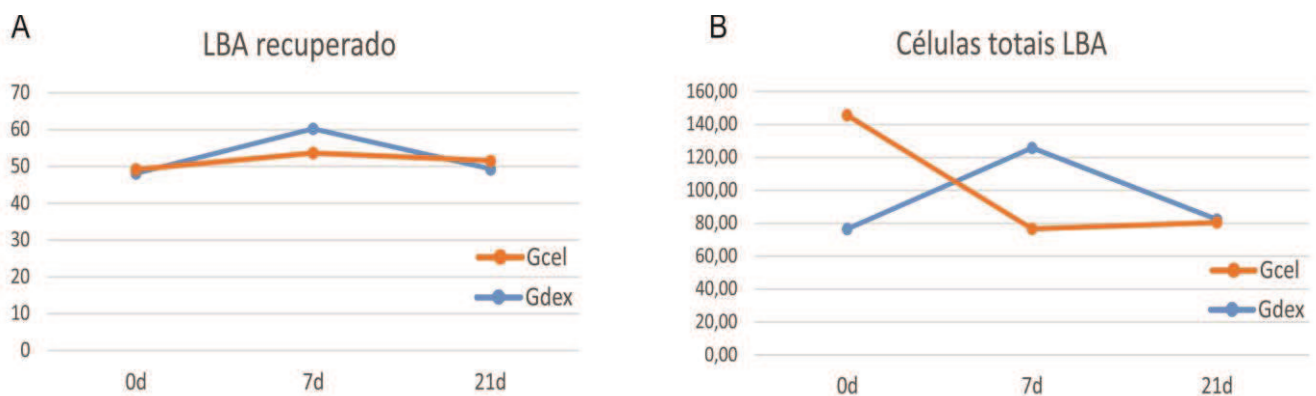 A
LBA recuperado
70
60
50
40
30
20
10
0
0d
7d
21d
Gcel
Gdex
B
Células totais LBA
160,00
140,00
120,00
100,00
80,00
60,00
40,00
20,00
0,00
0d
7d
21d
Gcel
Gdex